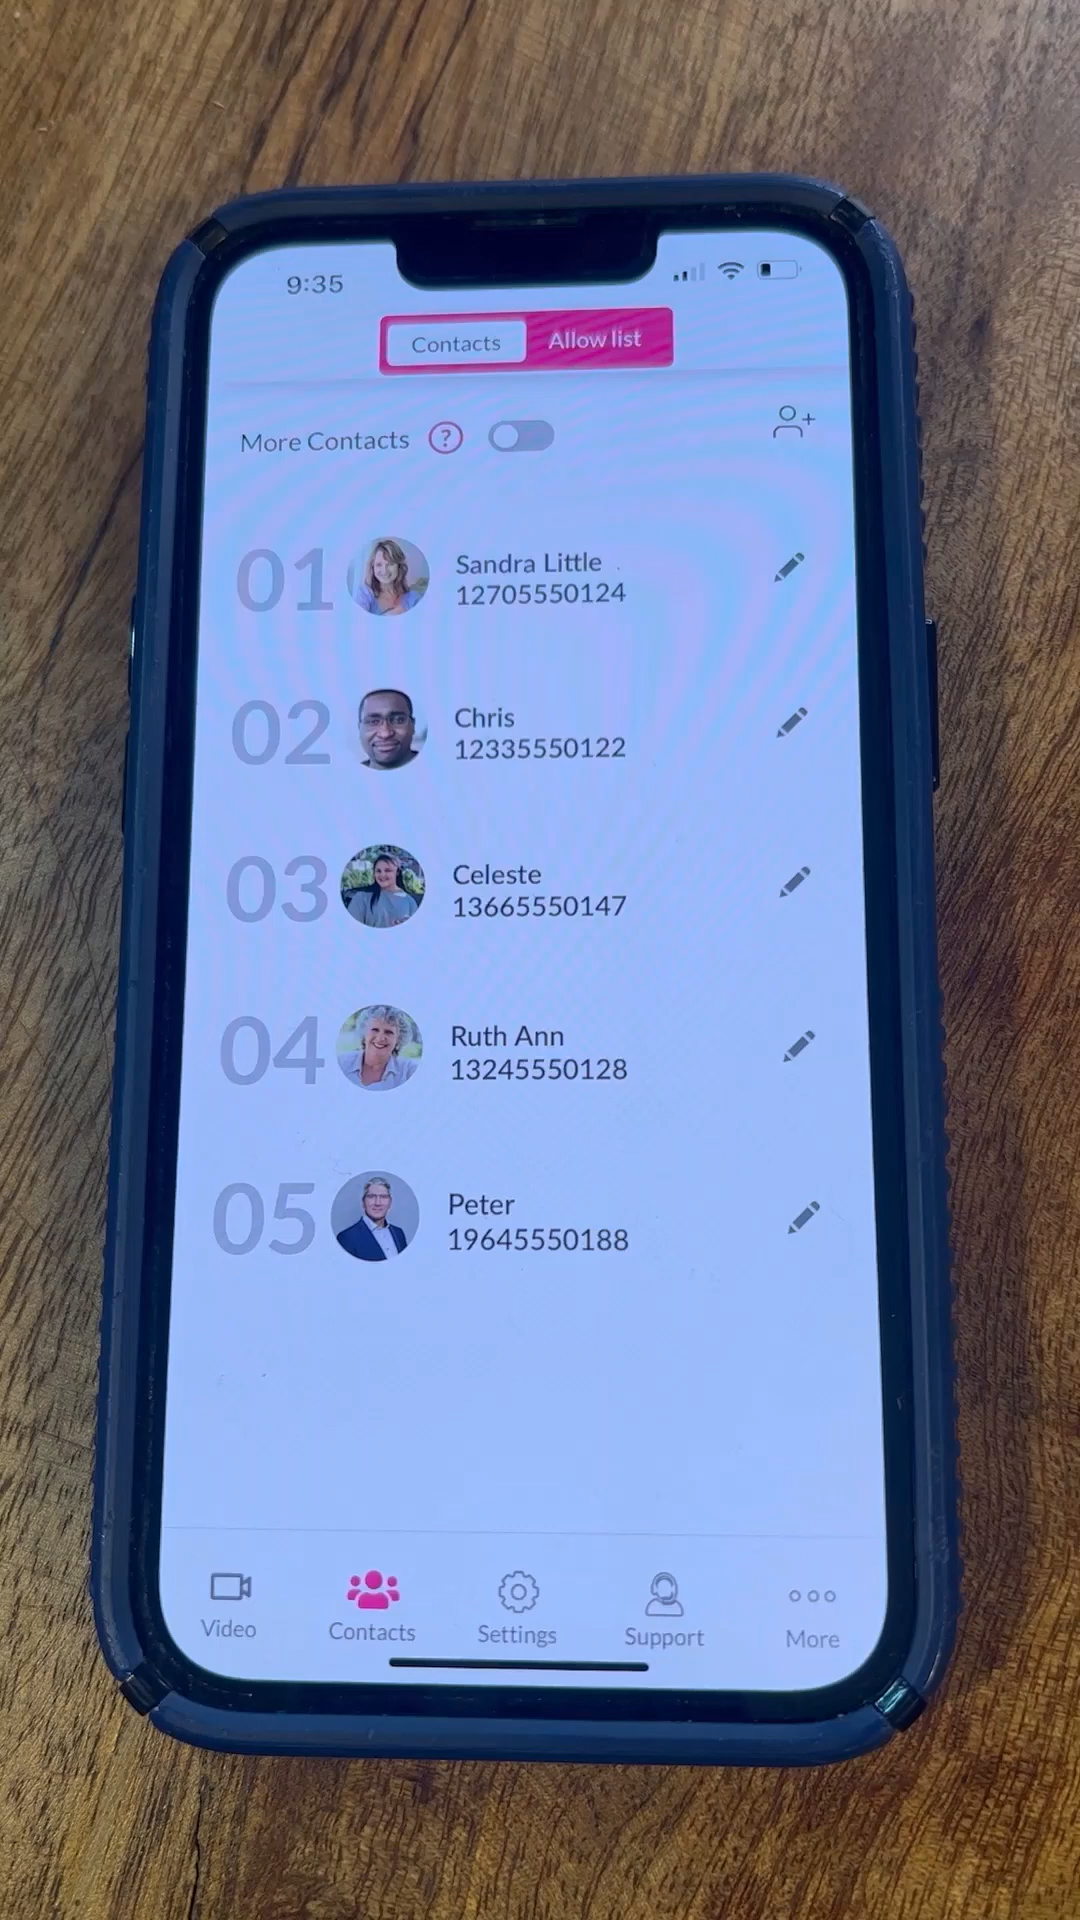 9:35
Contacts
Allow list
More Contacts ?
01
Sandra Little
12705550124
02
Chris
12335550122
03
Celeste
13665550147
04
Ruth Ann
13245550128
05
Peter
19645550188
Video
Contacts
Settings
Support
More